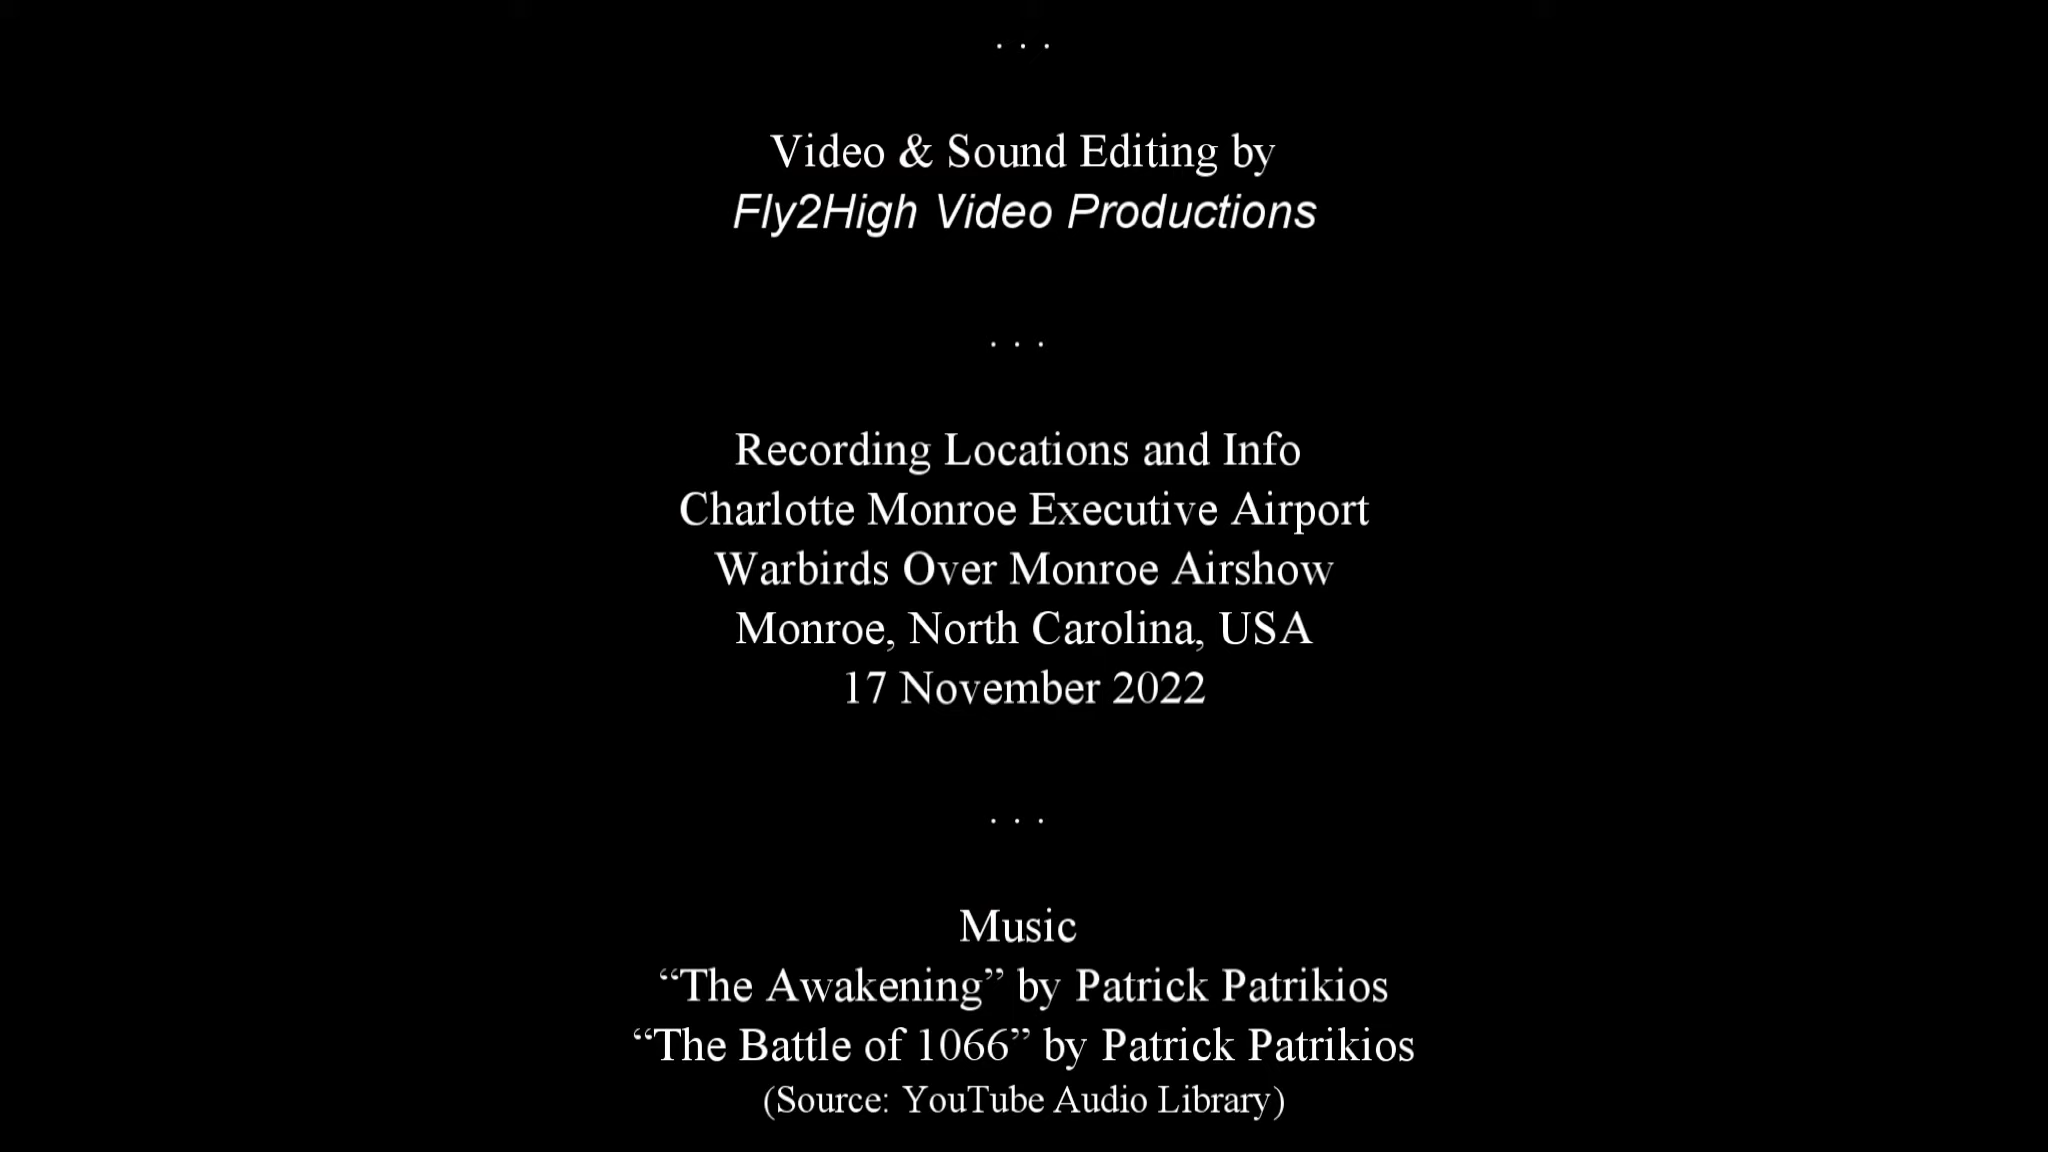 . . .
Video & Sound Editing by
Fly2High Video Productions
. . .
Recording Locations and Info
Charlotte Monroe Executive Airport
Warbirds Over Monroe Airshow
Monroe, North Carolina, USA
17 November 2022
. . .
Music
“The Awakening” by Patrick Patrikios
“The Battle of 1066” by Patrick Patrikios
(Source: YouTube Audio Library)